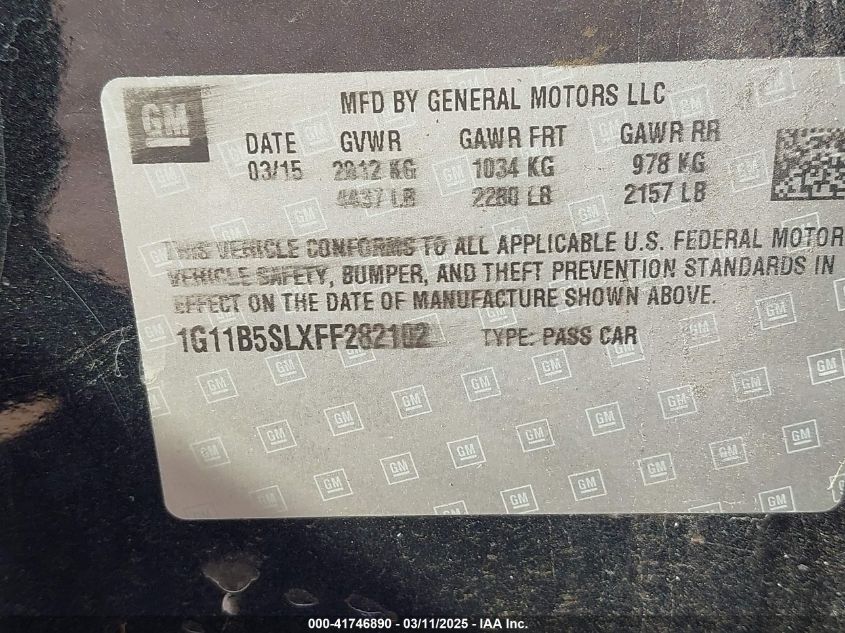 GM
MFD BY GENERAL MOTORS LLC
DATE GVWR GAWR FRT GAWR RR
03/15 2012 KG 1034 KG 978 KG
4437 LB 2280 LB 2157 LB
THIS VEHICLE CONFORMS TO ALL APPLICABLE U.S. FEDERAL MOTOR
VEHICLE SAFETY, BUMPER, AND THEFT PREVENTION STANDARDS IN
EFFECT ON THE DATE OF MANUFACTURE SHOWN ABOVE.
1G11B5SLXFF282102 TYPE: PASS CAR
000-41746890 / 03/11/2025 - IAA Inc.